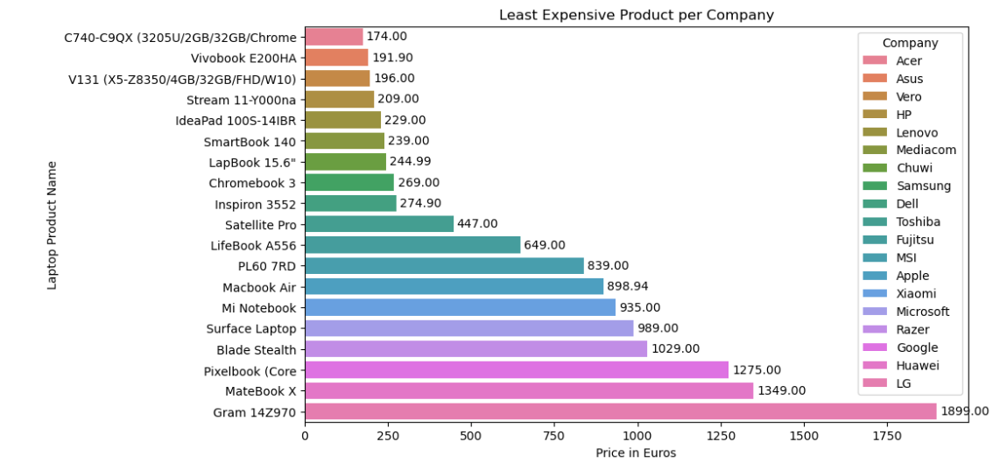 Least Expensive Product per Company
Laptop Product Name
C740-C9QX (3205U/2GB/32GB/Chrome 174.00
Vivobook E200HA 191.90
V131 (X5-Z8350/4GB/32GB/FHD/W10) 196.00
Stream 11-Y000na 209.00
IdeaPad 100S-14IBR 229.00
SmartBook 140 239.00
LapBook 15.6" 244.99
Chromebook 3 269.00
Inspiron 3552 274.90
Satellite Pro 447.00
LifeBook A556 649.00
PL60 7RD 839.00
Macbook Air 898.94
Mi Notebook 935.00
Surface Laptop 989.00
Blade Stealth 1029.00
Pixelbook (Core 1275.00
MateBook X 1349.00
Gram 14Z970 1899.00
Company
Acer
Asus
Vero
HP
Lenovo
Mediacom
Chuwi
Samsung
Dell
Toshiba
Fujitsu
MSI
Apple
Xiaomi
Microsoft
Razer
Google
Huawei
LG
0 250 500 750 1000 1250 1500 1750
Price in Euros